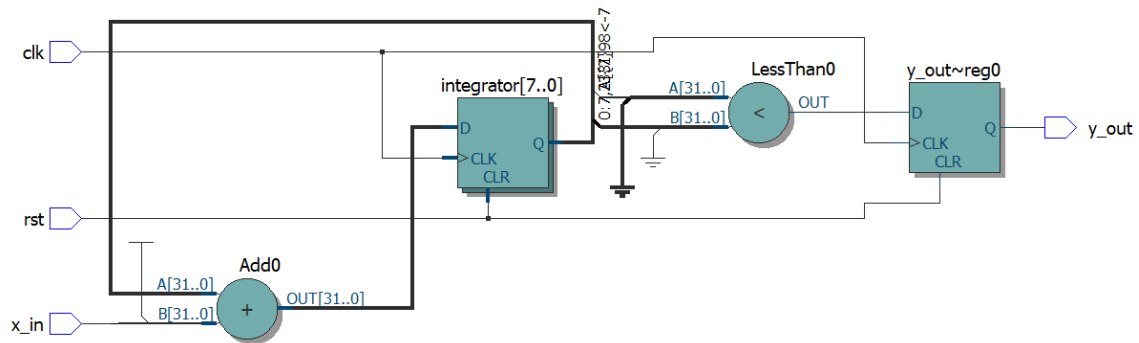 clk
rst
x_in
Add0
A[31..0]
B[31..0]
OUT[31..0]
+
integrator[7..0]
D
CLK
CLR
Q
LessThan0
A[31..0]
B[31..0]
<
OUT
y_out~reg0
D
CLK
CLR
Q
y_out